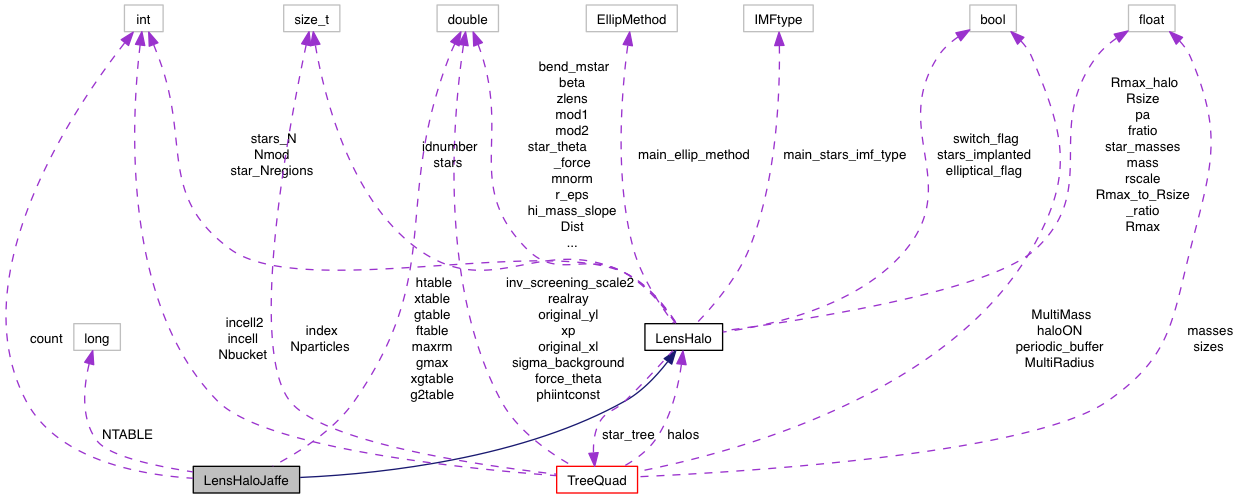 int
size_t
double
EllipMethod
IMFtype
bool
float
bend_mstar
beta
zlens
mod1
mod2
star_theta
_force
mnorm
r_eps
hi_mass_slope
Dist
...
Rmax_halo
Rsize
pa
fratio
star_masses
mass
rscale
Rmax_to_Rsize
_ratio
Rmax
stars_N
Nmod
star_Nregions
idnumber
stars
main_ellip_method
main_stars_imf_type
switch_flag
stars_implanted
elliptical_flag
count
long
incell2
incell
Nbucket
index
Nparticles
htable
xtable
gtable
ftable
maxrm
gmax
xgtable
g2table
inv_screening_scale2
realray
original_yl
xp
original_xl
sigma_background
force_theta
phiintconst
LensHalo
MultiMass
haloON
periodic_buffer
MultiRadius
masses
sizes
NTABLE
star_tree
halos
LensHaloJaffe
TreeQuad